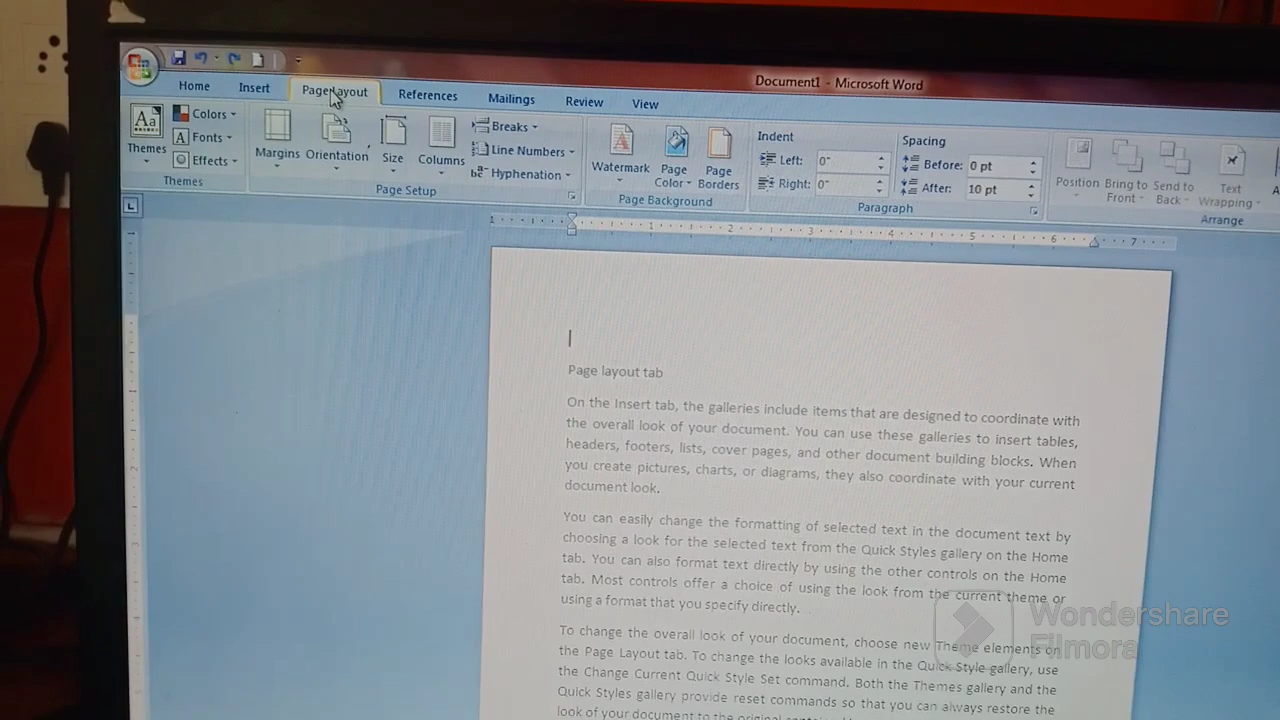 Document1 - Microsoft Word
Home Insert Page Layout References Mailings Review View
Themes
Colors
Fonts
Effects
Themes
Margins
Orientation
Size
Columns
Breaks
Line Numbers
Hyphenation
Page Setup
Watermark
Page
Color
Page
Borders
Page Background
Indent
Left: 0"
Right: 0"
Spacing
Before: 0 pt
After: 10 pt
Paragraph
Position
Bring to
Front
Send to
Back
Text
Wrapping
Arrange
1 1 2 3 4 5 6 7
Page layout tab
On the Insert tab, the galleries include items that are designed to coordinate with
the overall look of your document. You can use these galleries to insert tables,
headers, footers, lists, cover pages, and other document building blocks. When
you create pictures, charts, or diagrams, they also coordinate with your current
document look.
You can easily change the formatting of selected text in the document text by
choosing a look for the selected text from the Quick Styles gallery on the Home
tab. You can also format text directly by using the other controls on the Home
tab. Most controls offer a choice of using the look from the current theme or
using a format that you specify directly.
To change the overall look of your document, choose new Theme elements on
the Page Layout tab. To change the looks available in the Quick Style gallery, use
the Change Current Quick Style Set command. Both the Themes gallery and the
Quick Styles gallery provide reset commands so that you can always restore the
look of your document to the original
Wondershare
Filmora